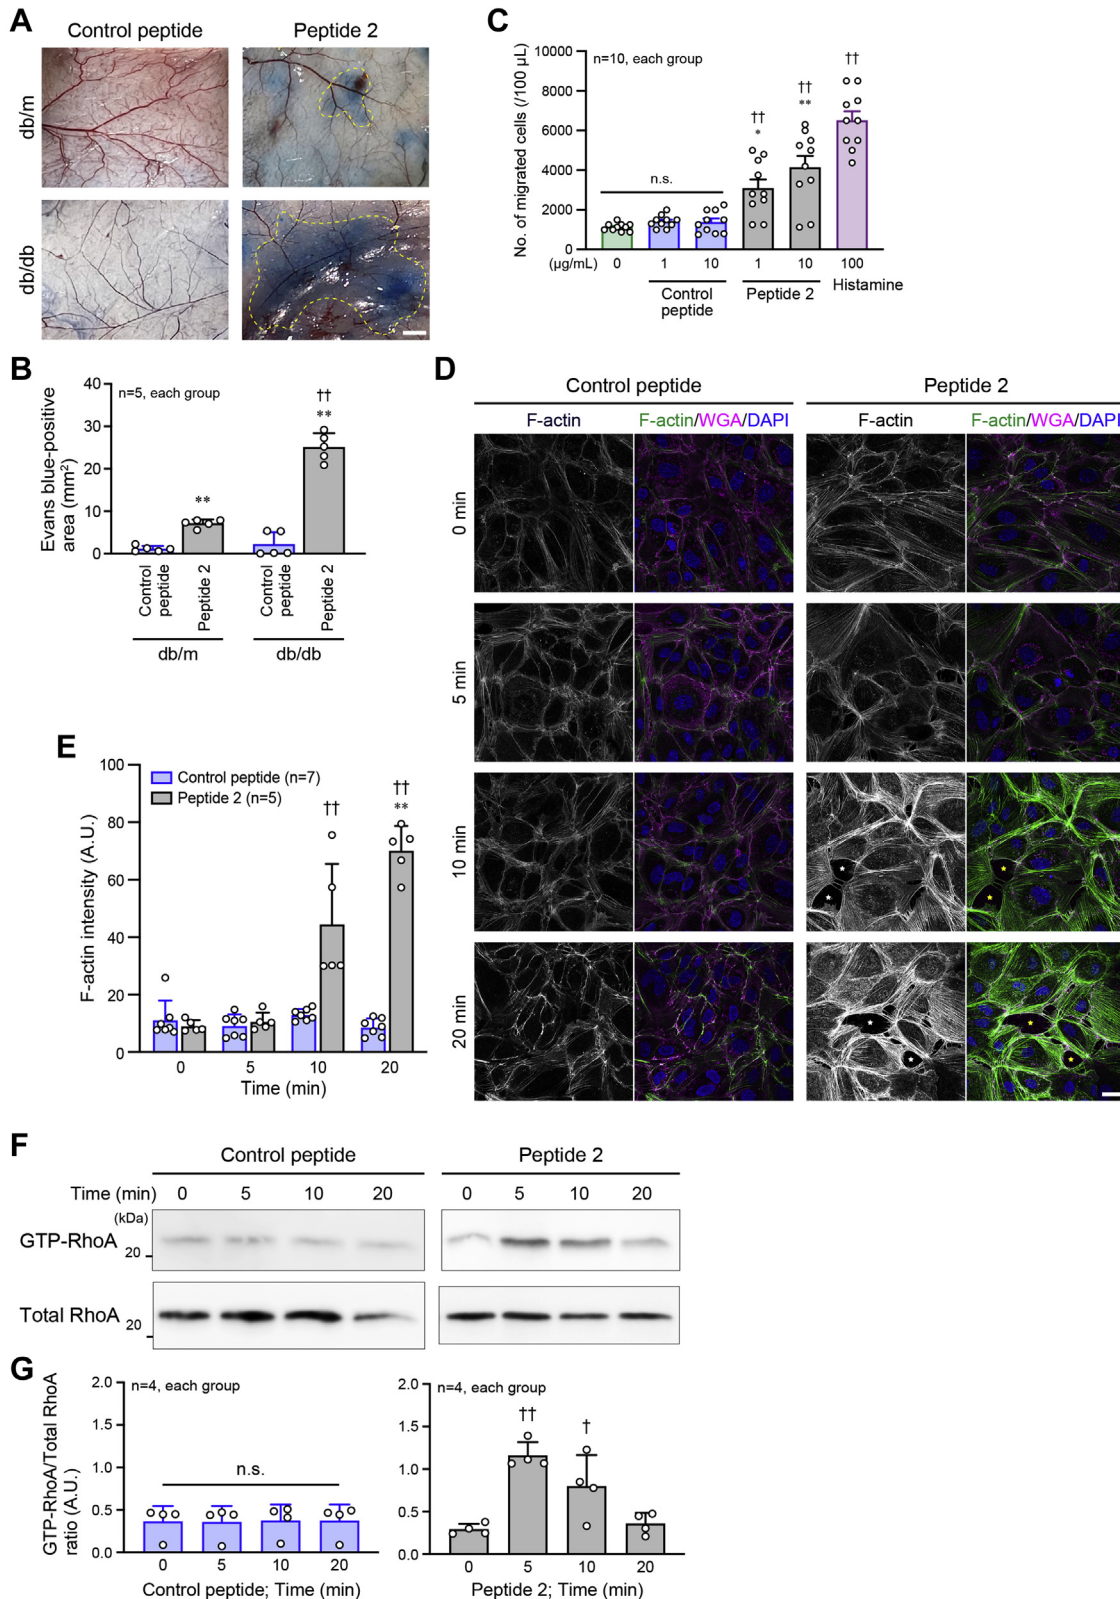 A
Control peptide
Peptide 2
db/m
db/db
B
n=5, each group
Evans blue-positive
area (mm²)
40
30
20
10
0
**
††
**
Control
peptide
Peptide 2
Control
peptide
Peptide 2
db/m
db/db
C
n=10, each group
No. of migrated cells (/100 µL)
10000
8000
6000
4000
2000
0
n.s.
††
*
††
**
††
(µg/mL)
0
1
10
1
10
100
Control
peptide
Peptide 2
Histamine
D
Control peptide
Peptide 2
F-actin
F-actin/WGA/DAPI
F-actin
F-actin/WGA/DAPI
0 min
5 min
10 min
20 min
E
F-actin intensity (A.U.)
100
80
60
40
20
0
Control peptide (n=7)
Peptide 2 (n=5)
††
††
**
0
5
10
20
Time (min)
F
Control peptide
Peptide 2
Time (min)
0
5
10
20
0
5
10
20
(kDa)
GTP-RhoA
20
Total RhoA
20
G
GTP-RhoA/Total RhoA
ratio (A.U.)
2.0
1.5
1.0
0.5
0.0
n=4, each group
n.s.
0
5
10
20
Control peptide; Time (min)
2.0
1.5
1.0
0.5
0.0
n=4, each group
††
†
0
5
10
20
Peptide 2; Time (min)